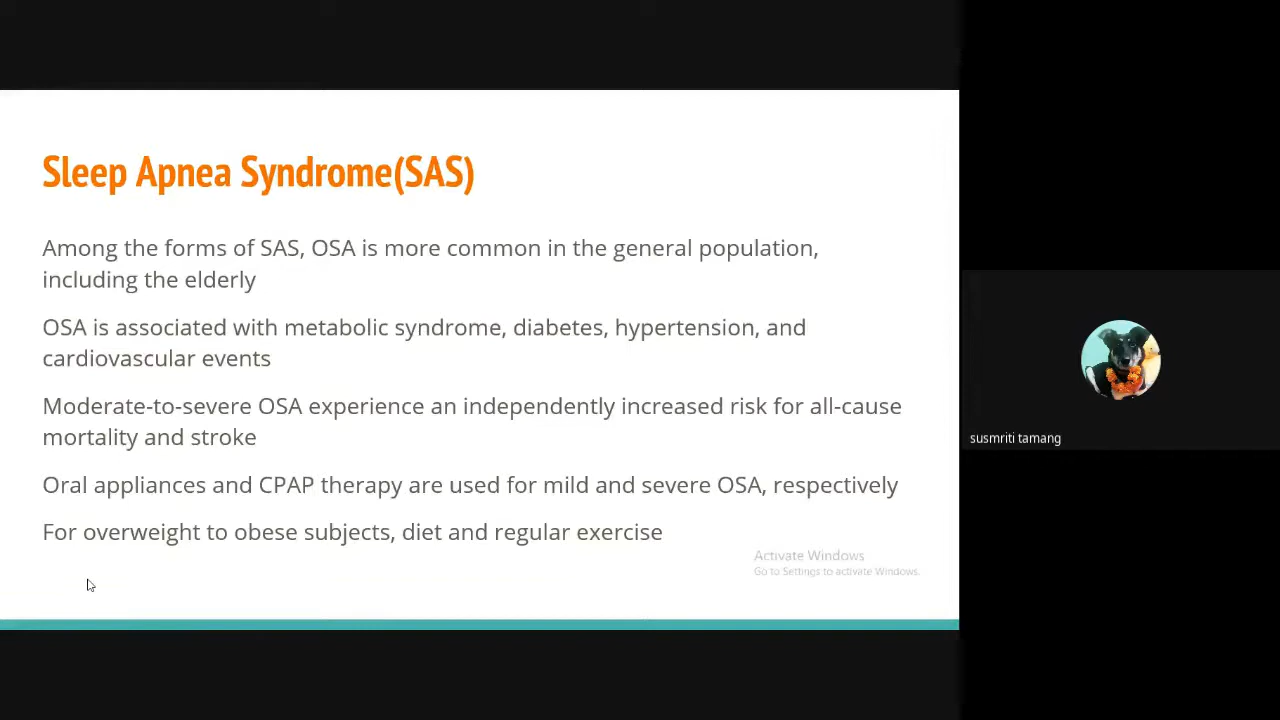 Sleep Apnea Syndrome(SAS)
Among the forms of SAS, OSA is more common in the general population,
including the elderly
OSA is associated with metabolic syndrome, diabetes, hypertension, and
cardiovascular events
Moderate-to-severe OSA experience an independently increased risk for all-cause
mortality and stroke
Oral appliances and CPAP therapy are used for mild and severe OSA, respectively
For overweight to obese subjects, diet and regular exercise
Activate Windows
Go to Settings to activate Windows.
susmriti tamang